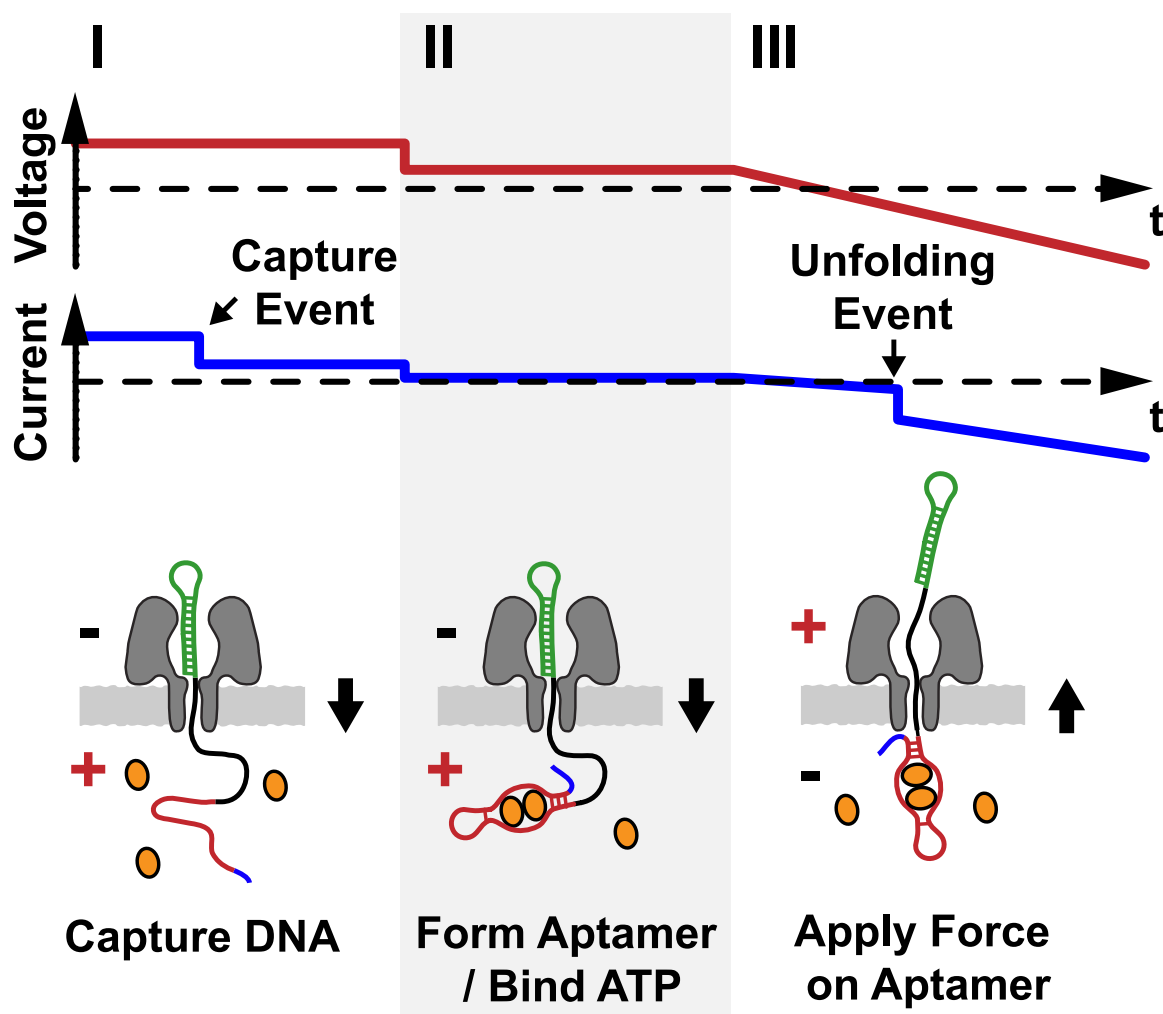 I
II
III
Voltage
t
Capture
Event
Unfolding
Event
Current
t
-
+
-
+
+
-
Capture DNA
Form Aptamer
/ Bind ATP
Apply Force
on Aptamer